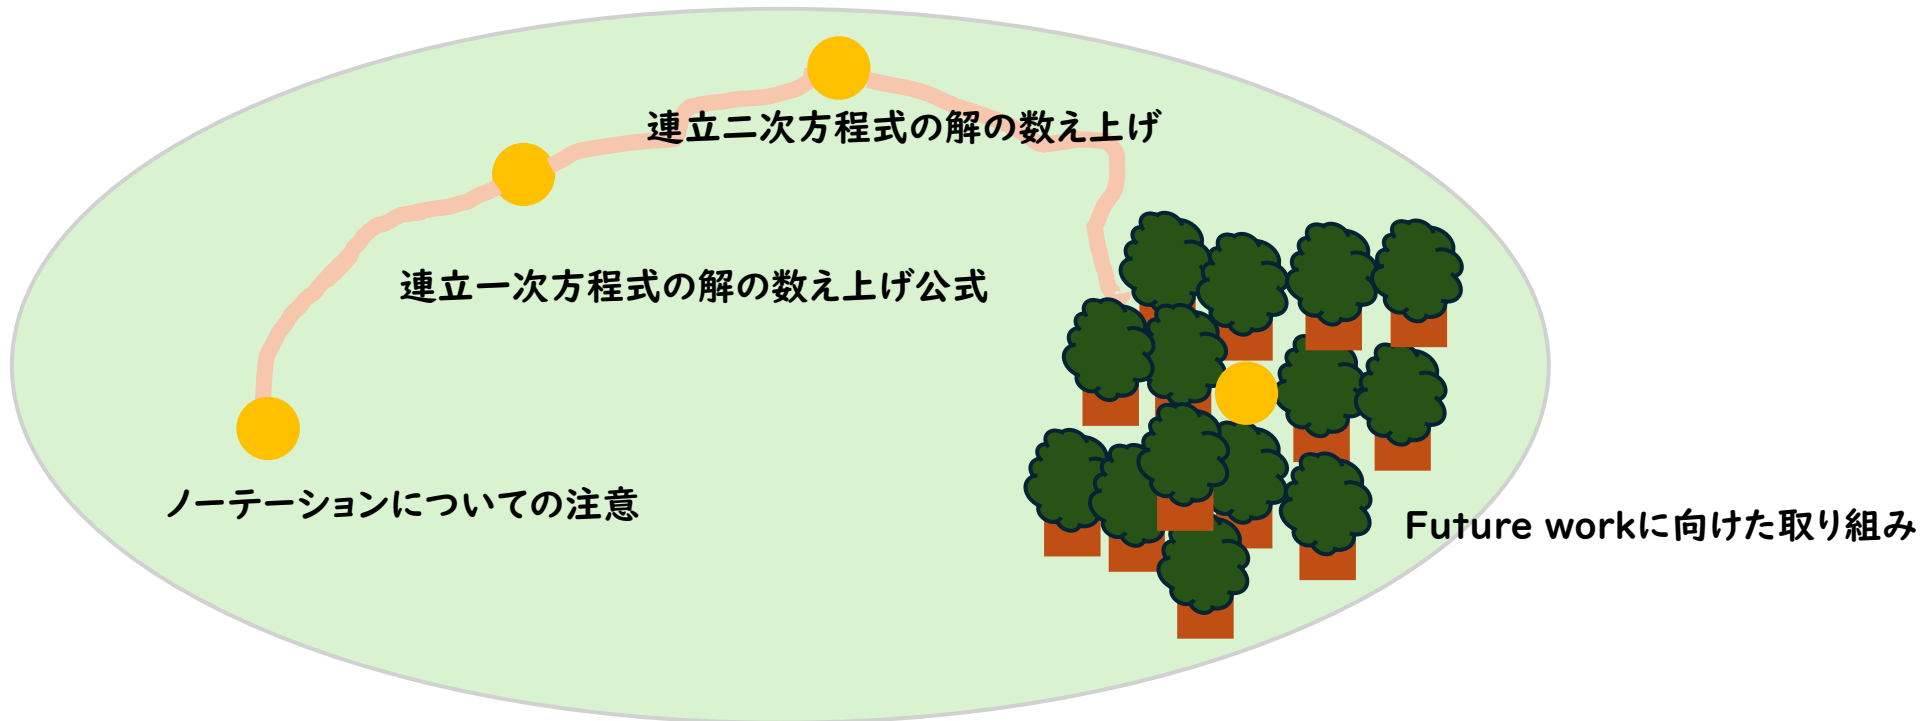 連立二次方程式の解の数え上げ
連立一次方程式の解の数え上げ公式
ノーテーションについての注意
Future workに向けた取り組み